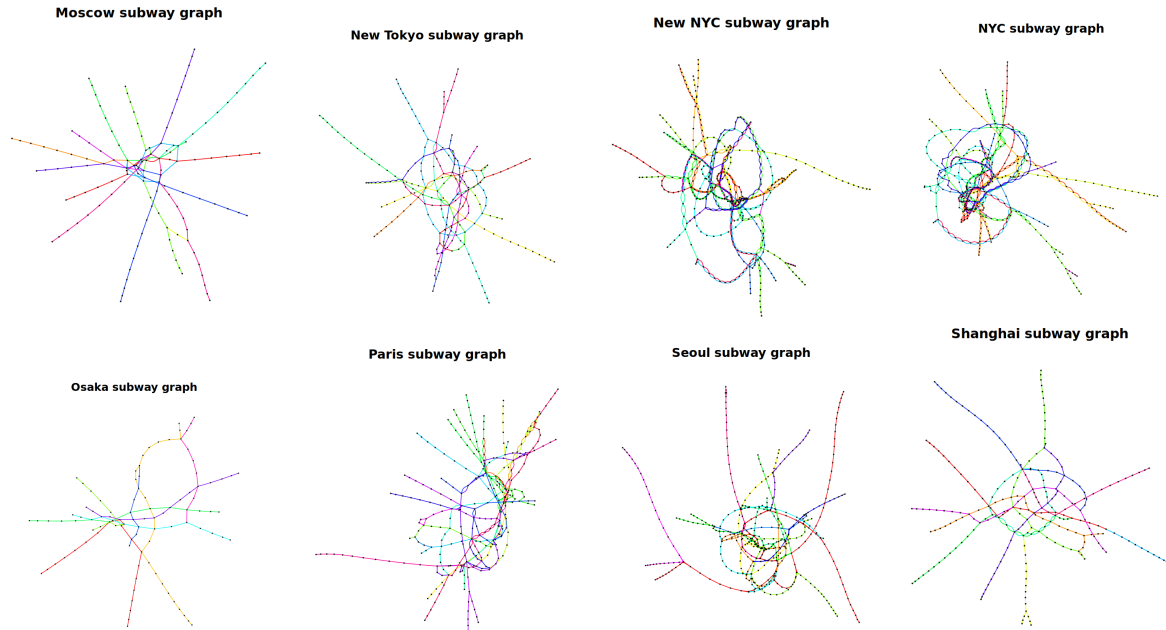 Moscow subway graph
New Tokyo subway graph
New NYC subway graph
NYC subway graph
Osaka subway graph
Paris subway graph
Seoul subway graph
Shanghai subway graph